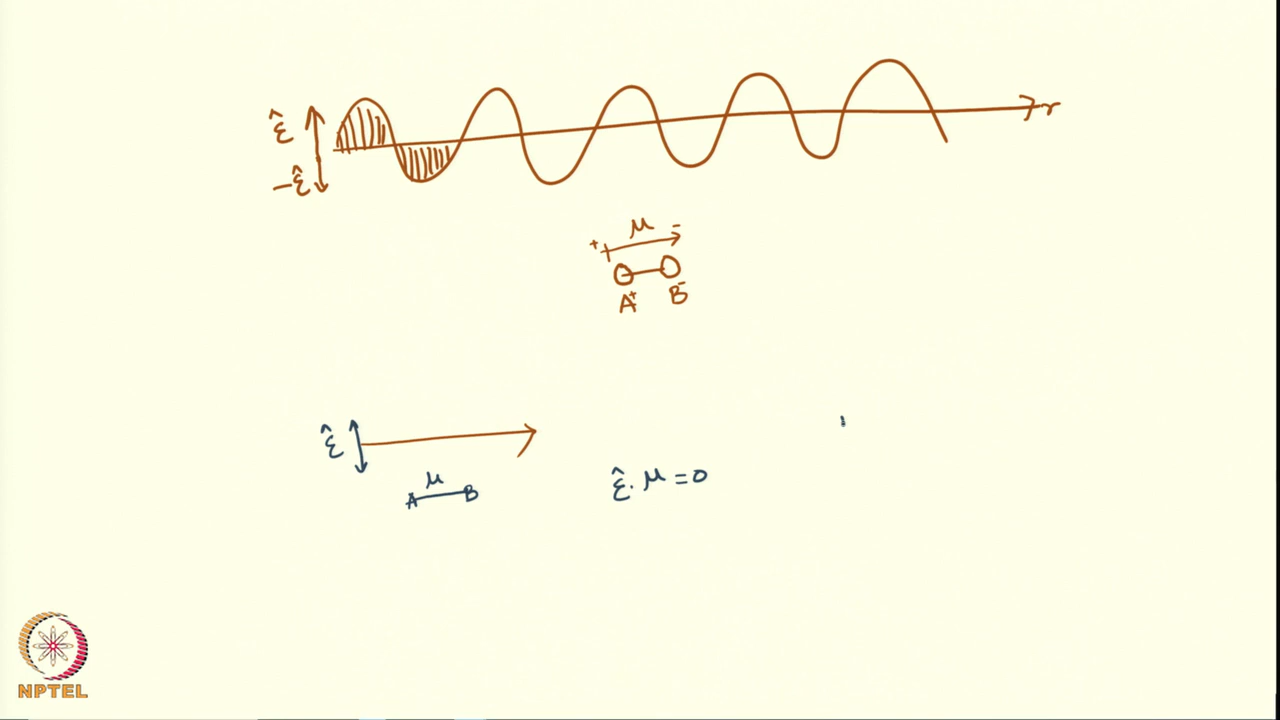 ε̂
r
-ε̂
μ
+ -
A⁺ B⁻
ε̂
μ
A B
ε̂ . μ = 0
NPTEL